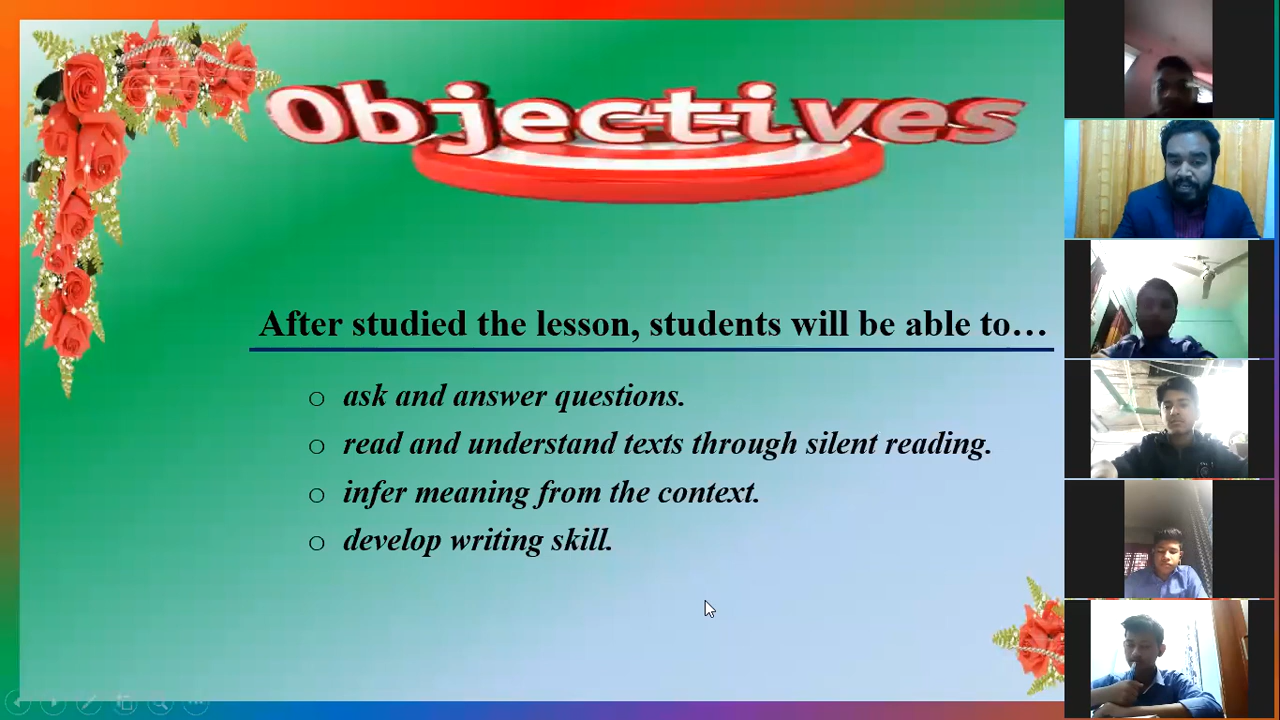 Objectives
After studied the lesson, students will be able to...
ask and answer questions.
read and understand texts through silent reading.
infer meaning from the context.
develop writing skill.